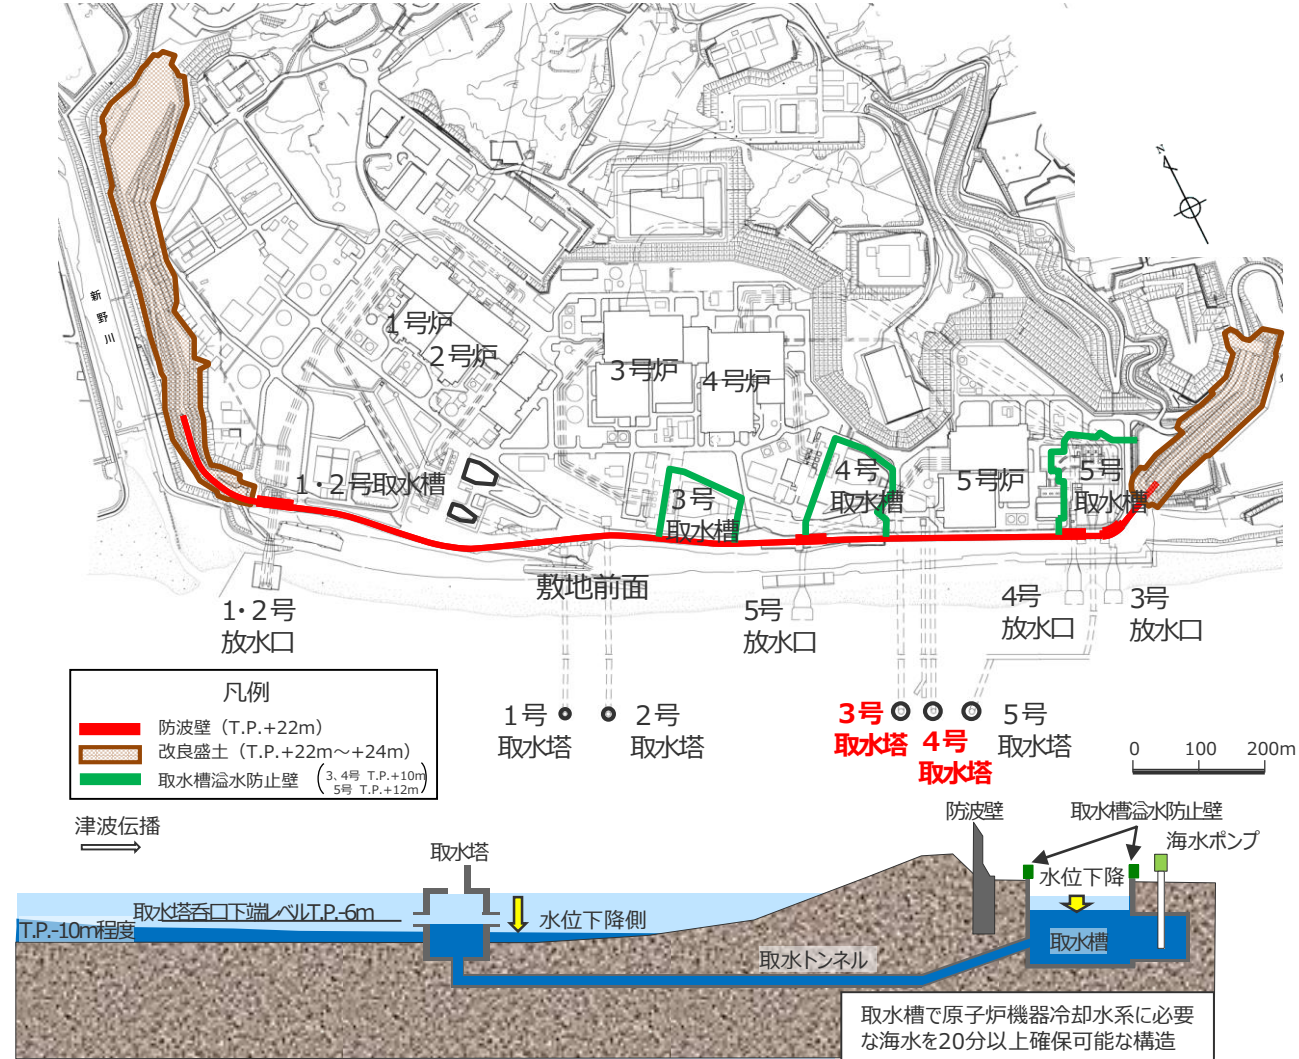 N
新
野
川
1号炉
2号炉
3号炉
4号炉
5号炉
1・2号取水槽
3号
取水槽
4号
取水槽
5号
取水槽
敷地前面
1・2号
放水口
5号
放水口
4号
放水口
3号
放水口
1号
取水塔
2号
取水塔
3号
取水塔
4号
取水塔
5号
取水塔
0 100 200m
凡例
防波壁（T.P.+22m）
改良盛土（T.P.+22m～+24m）
取水槽溢水防止壁
(3、4号 T.P.+10m
5号 T.P.+12m)
津波伝播
取水塔
防波壁
取水槽溢水防止壁
海水ポンプ
取水塔呑口下端レベルT.P.-6m
T.P.-10m程度
水位下降側
水位下降
取水槽
取水トンネル
取水槽で原子炉機器冷却水系に必要
な海水を20分以上確保可能な構造